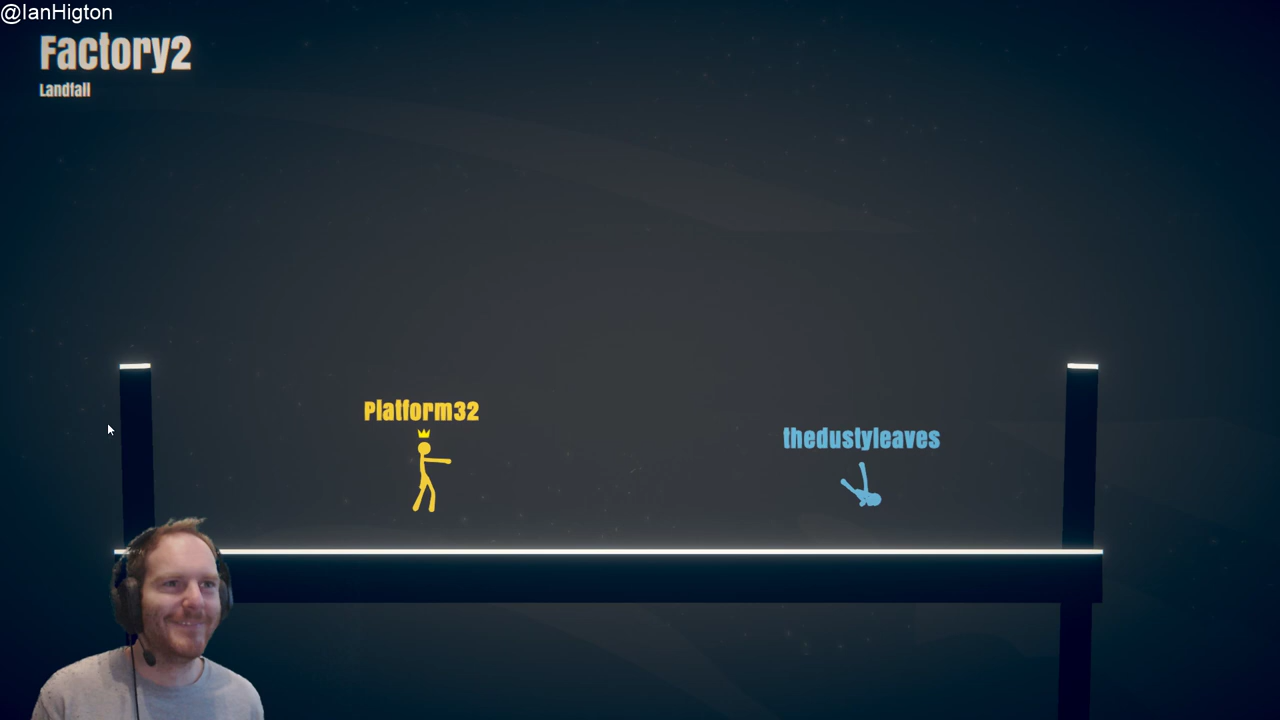 @IanHigton
Factory2
Landfall
Platform32
thedustyleaves